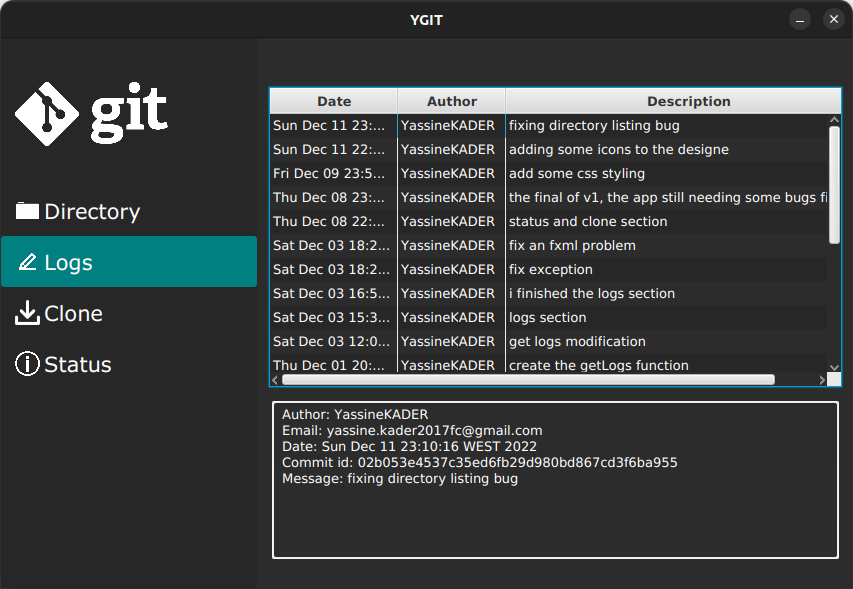 YGIT
git
Directory
Logs
Clone
Status
Date Author Description
Sun Dec 11 23:... YassineKADER fixing directory listing bug
Sun Dec 11 22:... YassineKADER adding some icons to the designe
Fri Dec 09 23:5... YassineKADER add some css styling
Thu Dec 08 23:... YassineKADER the final of v1, the app still needing some bugs fi
Thu Dec 08 22:... YassineKADER status and clone section
Sat Dec 03 18:2... YassineKADER fix an fxml problem
Sat Dec 03 18:2... YassineKADER fix exception
Sat Dec 03 16:5... YassineKADER i finished the logs section
Sat Dec 03 15:3... YassineKADER logs section
Sat Dec 03 12:0... YassineKADER get logs modification
Thu Dec 01 20:... YassineKADER create the getLogs function
Author: YassineKADER
Email: yassine.kader2017fc@gmail.com
Date: Sun Dec 11 23:10:16 WEST 2022
Commit id: 02b053e4537c35ed6fb29d980bd867cd3f6ba955
Message: fixing directory listing bug